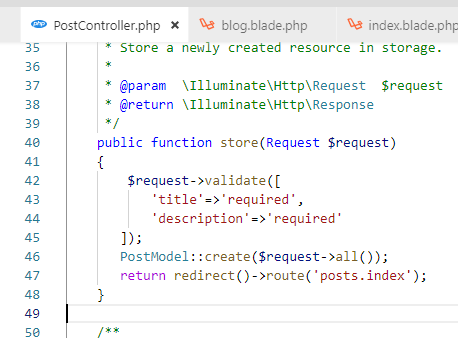 php PostController.php × blog.blade.php index.blade.php
35 * Store a newly created resource in storage.
36 *
37 * @param  \Illuminate\Http\Request  $request
38 * @return \Illuminate\Http\Response
39 */
40 public function store(Request $request)
41 {
42 $request->validate([
43 'title'=>'required',
44 'description'=>'required'
45 ]);
46 PostModel::create($request->all());
47 return redirect()->route('posts.index');
48 }
49
50 /**